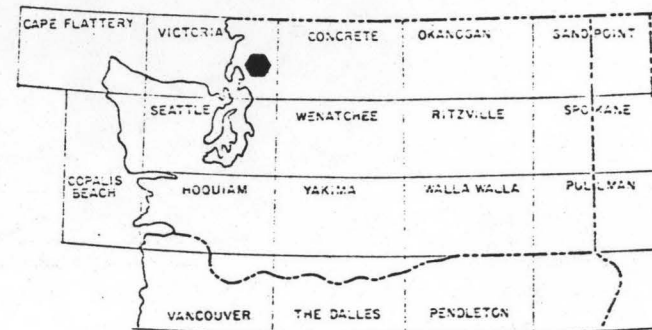 CAPE FLATTERY VICTORIA CONCRETE OKANOGAN SANDPOINT
SEATTLE WENATCHEE RITZVILLE SPOKANE
COPALIS BEACH HOQUIAM YAKIMA WALLA WALLA PULLMAN
VANCOUVER THE DALLES PENDLETON